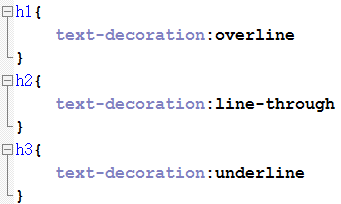 h1{
text-decoration:overline
}
h2{
text-decoration:line-through
}
h3{
text-decoration:underline
}